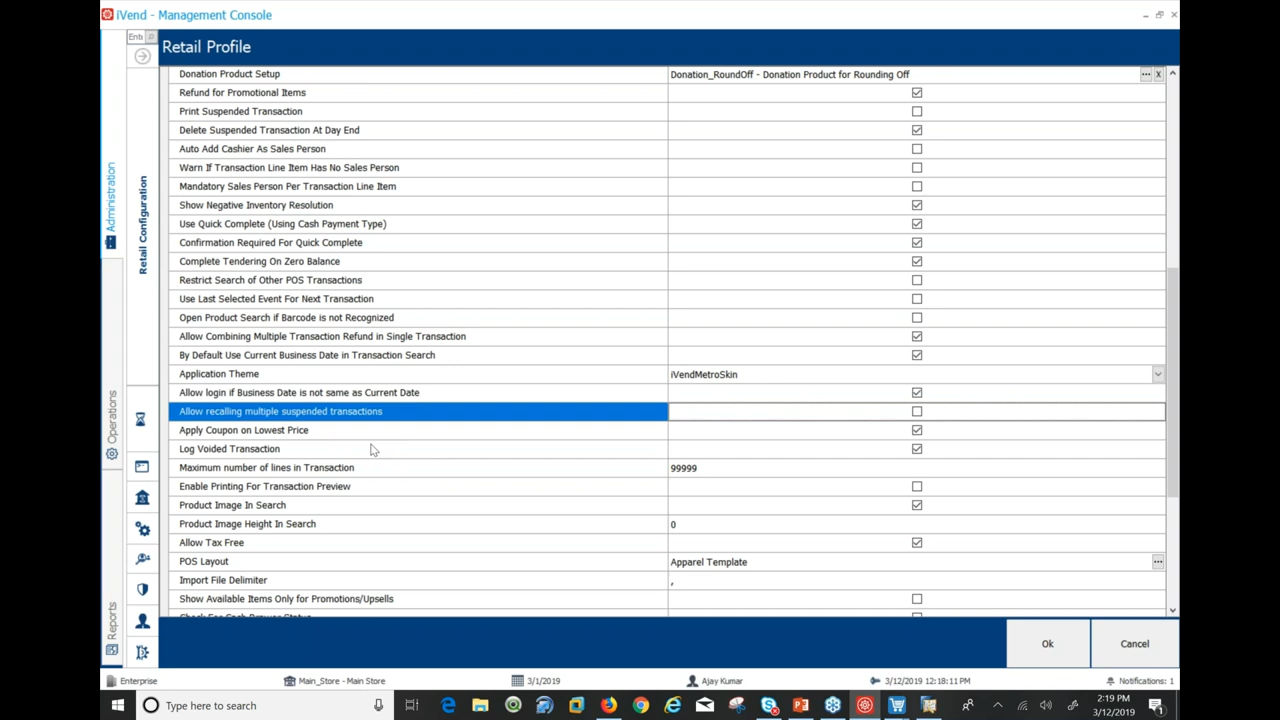 iVend - Management Console
Ente
Retail Profile
Donation Product Setup Donation_RoundOff - Donation Product for Rounding Off
Refund for Promotional Items
Print Suspended Transaction
Delete Suspended Transaction At Day End
Auto Add Cashier As Sales Person
Warn If Transaction Line Item Has No Sales Person
Mandatory Sales Person Per Transaction Line Item
Show Negative Inventory Resolution
Use Quick Complete (Using Cash Payment Type)
Confirmation Required For Quick Complete
Complete Tendering On Zero Balance
Restrict Search of Other POS Transactions
Use Last Selected Event For Next Transaction
Open Product Search if Barcode is not Recognized
Allow Combining Multiple Transaction Refund in Single Transaction
By Default Use Current Business Date in Transaction Search
Application Theme iVendMetroSkin
Allow login if Business Date is not same as Current Date
Allow recalling multiple suspended transactions
Apply Coupon on Lowest Price
Log Voided Transaction
Maximum number of lines in Transaction 99999
Enable Printing For Transaction Preview
Product Image In Search
Product Image Height In Search 0
Allow Tax Free
POS Layout Apparel Template
Import File Delimiter ,
Show Available Items Only for Promotions/Upsells
Check For Cash Drawer Status
Administration
Operations
Reports
Retail Configuration
Ok Cancel
Enterprise Main_Store - Main Store 3/1/2019 Ajay Kumar 3/12/2019 12:18:11 PM Notifications: 1
Type here to search
2:19 PM
3/12/2019
1